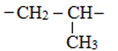 –CH₂ – CH–
CH₃